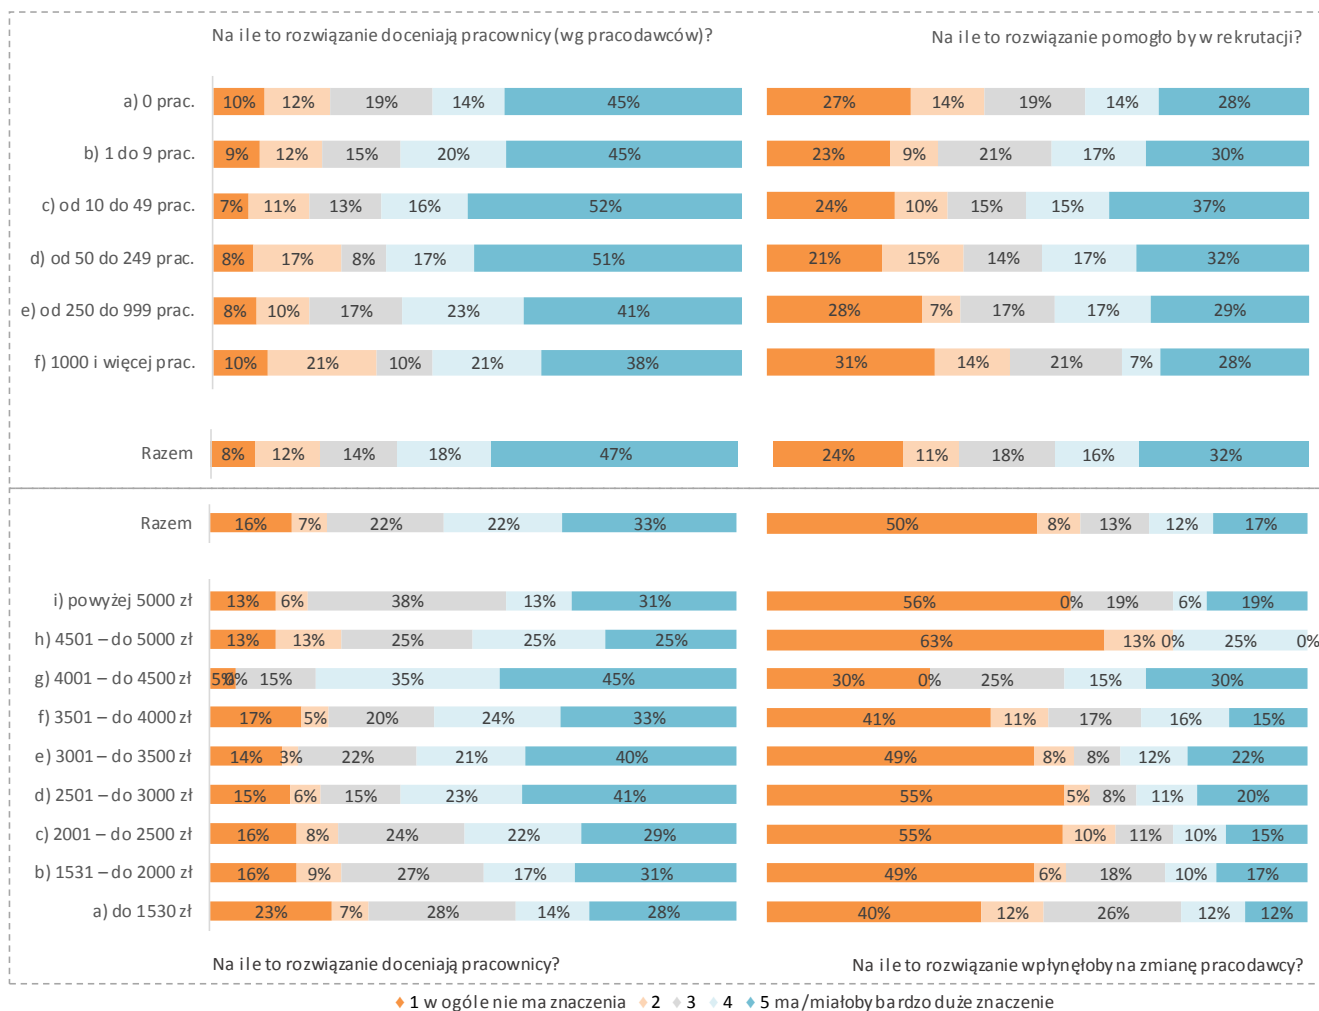 Na ile to rozwiązanie doceniają pracownicy (wg pracodawców)? Na ile to rozwiązanie pomogło by w rekrutacji?
a) 0 prac. 10% 12% 19% 14% 45% 27% 14% 19% 14% 28%
b) 1 do 9 prac. 9% 12% 15% 20% 45% 23% 9% 21% 17% 30%
c) od 10 do 49 prac. 7% 11% 13% 16% 52% 24% 10% 15% 15% 37%
d) od 50 do 249 prac. 8% 17% 8% 17% 51% 21% 15% 14% 17% 32%
e) od 250 do 999 prac. 8% 10% 17% 23% 41% 28% 7% 17% 17% 29%
f) 1000 i więcej prac. 10% 21% 10% 21% 38% 31% 14% 21% 7% 28%
Razem 8% 12% 14% 18% 47% 24% 11% 18% 16% 32%
Razem 16% 7% 22% 22% 33% 50% 8% 13% 12% 17%
i) powyżej 5000 zł 13% 6% 38% 13% 31% 56% 0% 19% 6% 19%
h) 4501 – do 5000 zł 13% 13% 25% 25% 25% 63% 13% 0% 25% 0%
g) 4001 – do 4500 zł 5% 0% 15% 35% 45% 30% 0% 25% 15% 30%
f) 3501 – do 4000 zł 17% 5% 20% 24% 33% 41% 11% 17% 16% 15%
e) 3001 – do 3500 zł 14% 3% 22% 21% 40% 49% 8% 8% 12% 22%
d) 2501 – do 3000 zł 15% 6% 15% 23% 41% 55% 5% 8% 11% 20%
c) 2001 – do 2500 zł 16% 8% 24% 22% 29% 55% 10% 11% 10% 15%
b) 1531 – do 2000 zł 16% 9% 27% 17% 31% 49% 6% 18% 10% 17%
a) do 1530 zł 23% 7% 28% 14% 28% 40% 12% 26% 12% 12%
Na ile to rozwiązanie doceniają pracownicy? Na ile to rozwiązanie wpłynęłoby na zmianę pracodawcy?
1 w ogóle nie ma znaczenia 2 3 4 5 ma/miałoby bardzo duże znaczenie